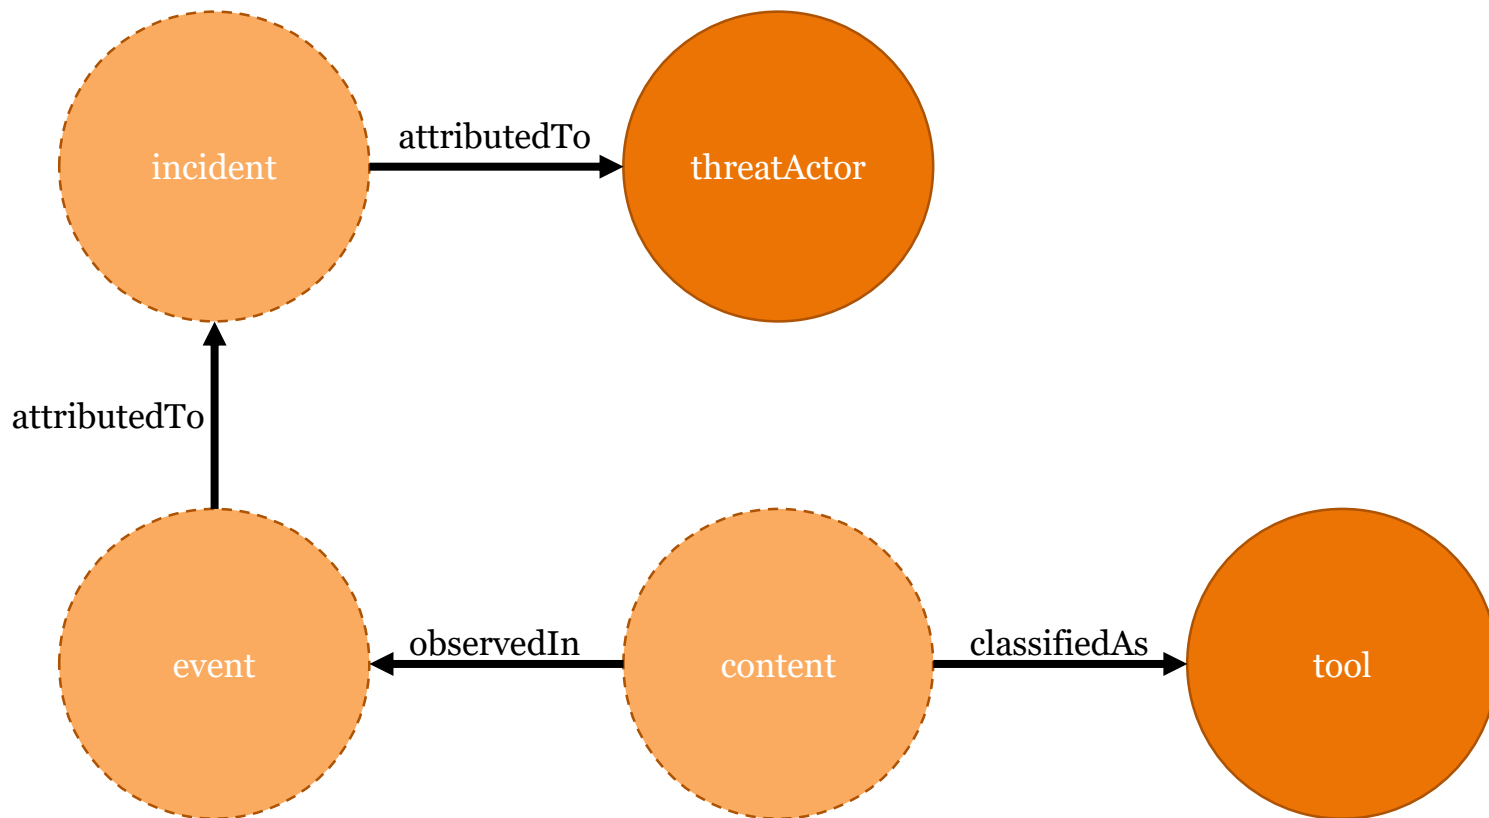 attributedTo
incident
threatActor
attributedTo
observedIn
classifiedAs
event
content
tool